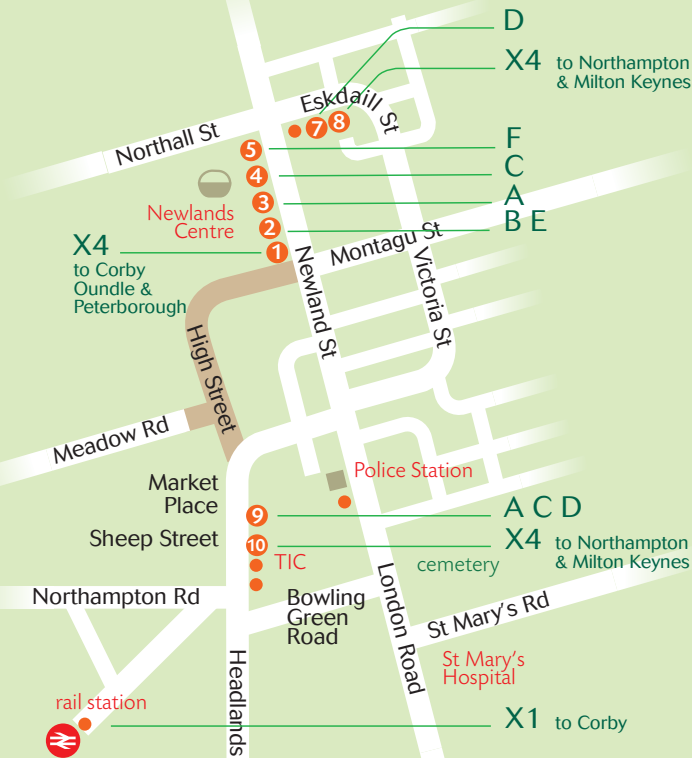 D
X4 to Northampton
& Milton Keynes
Eskdaill St
7
8
Northall St
5
F
4
C
3
A
Newlands
Centre
2
B E
1
Montagu St
X4
to Corby
Oundle &
Peterborough
Newland St
Victoria St
High Street
Meadow Rd
Police Station
Market
Place
9
A C D
Sheep Street
10
X4 to Northampton
& Milton Keynes
TIC
cemetery
Northampton Rd
Bowling
Green
Road
London Road
St Mary's Rd
St Mary's
Hospital
Headlands
rail station
X1 to Corby